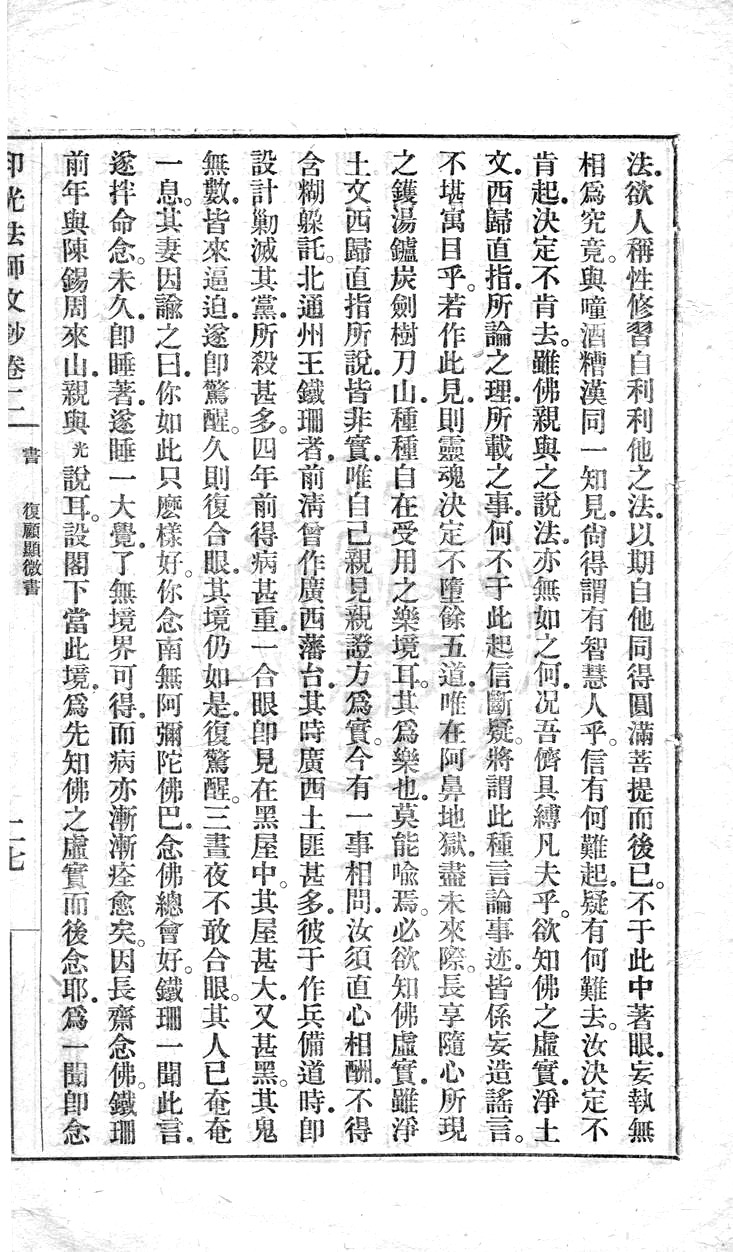 法欲人稱性修習自利利他之法以期自他同得圓滿菩提而後已不于此中著眼妄執無
相爲究竟與噇酒糟漢同一知見尙得謂有智慧人乎信有何難起疑有何難去汝決定不
肯起決定不肯去雖佛親與之說法亦無如之何況吾儕具縛凡夫乎欲知佛之虛實淨土
文西歸直指所論之理所載之事何不于此起信斷疑將謂此種言論事迹皆係妄造謠言
不堪寓目乎若作此見則靈魂決定不墮餘五道唯在阿鼻地獄盡未來際長享隨心所現
之鑊湯鑪炭劍樹刀山種種自在受用之樂境耳其爲樂也莫能喻焉必欲知佛虛實雖淨
土文西歸直指所說皆非實唯自己親見親證方爲實今有一事相問汝須直心相酬不得
含糊躱託北通州王鐵珊者前淸曾作廣西藩台其時廣西土匪甚多彼于作兵備道時卽
設計勦滅其黨所殺甚多四年前得病甚重一合眼卽見在黑屋中其屋甚大又甚黑其鬼
無數皆來逼迫遂卽驚醒久則復合眼其境仍如是復驚醒三晝夜不敢合眼其人已奄奄
一息其妻因諭之曰你如此只麽樣好你念南無阿彌陀佛巴念佛總會好鐵珊一聞此言
遂拌命念未久卽睡著遂睡一大覺了無境界可得而病亦漸漸痊愈矣因長齋念佛鐵珊
前年與陳錫周來山親與光說耳設閣下當此境爲先知佛之虛實而後念耶爲一聞卽念
印光法師文鈔卷二 書 復顧顯微書 二七